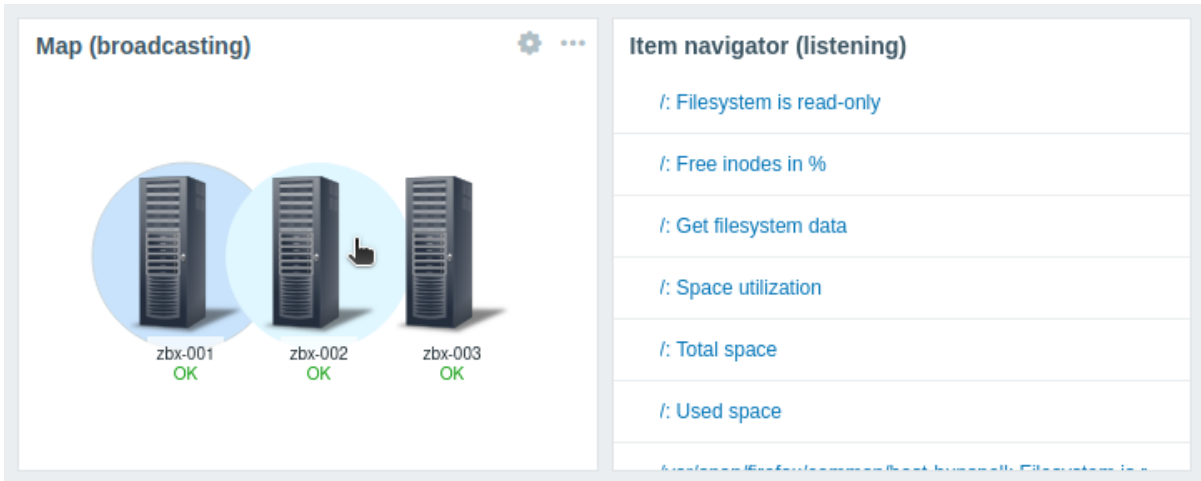 Map (broadcasting)
zbx-001
OK
zbx-002
OK
zbx-003
OK
Item navigator (listening)
/: Filesystem is read-only
/: Free inodes in %
/: Get filesystem data
/: Space utilization
/: Total space
/: Used space